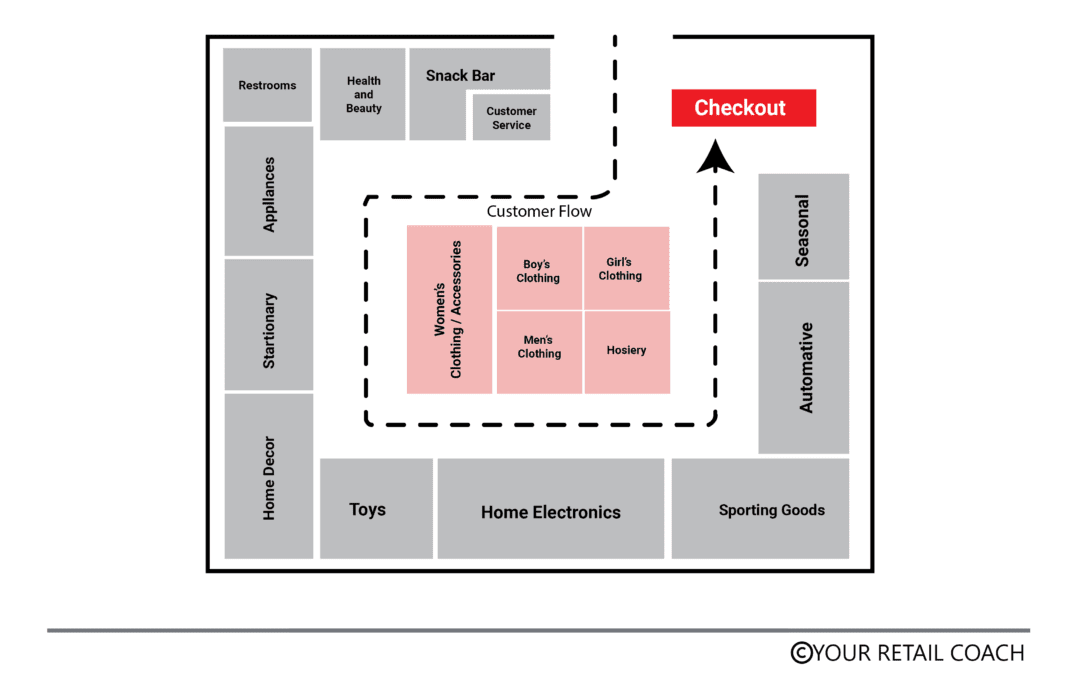 Restrooms
Health
and
Beauty
Snack Bar
Customer
Service
Checkout
Appliances
Customer Flow
Seasonal
Women's
Clothing / Accessories
Boy's
Clothing
Girl's
Clothing
Startionary
Men's
Clothing
Hosiery
Automative
Home Decor
Toys
Home Electronics
Sporting Goods
©YOUR RETAIL COACH